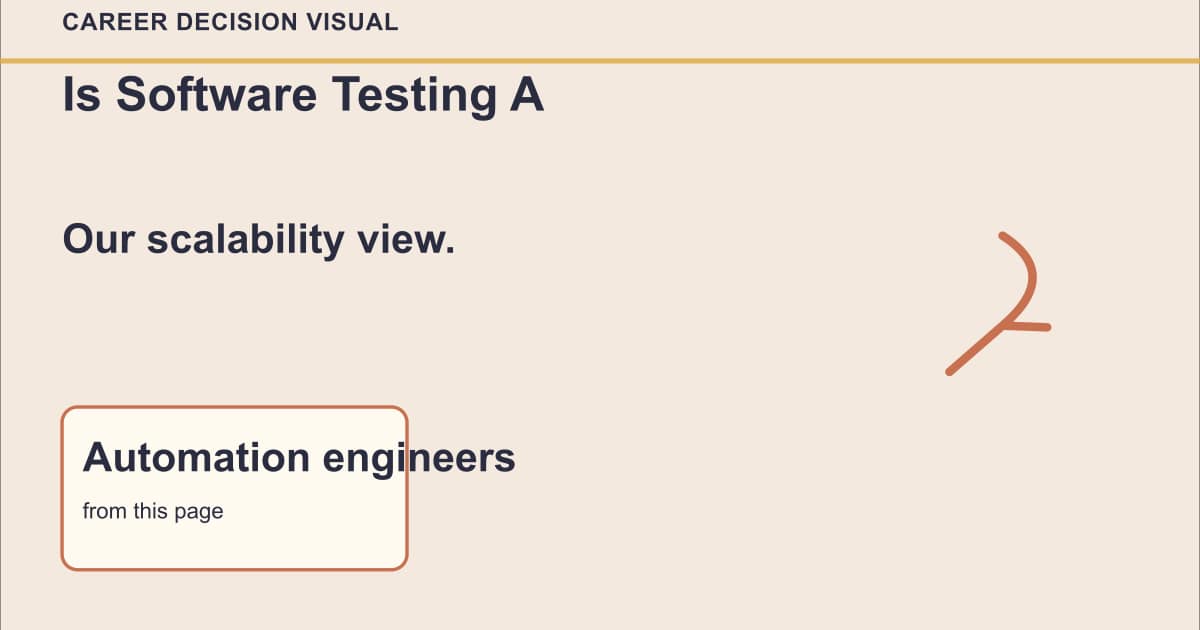 CAREER DECISION VISUAL
Is Software Testing A
Our scalability view.
Automation engineers
from this page